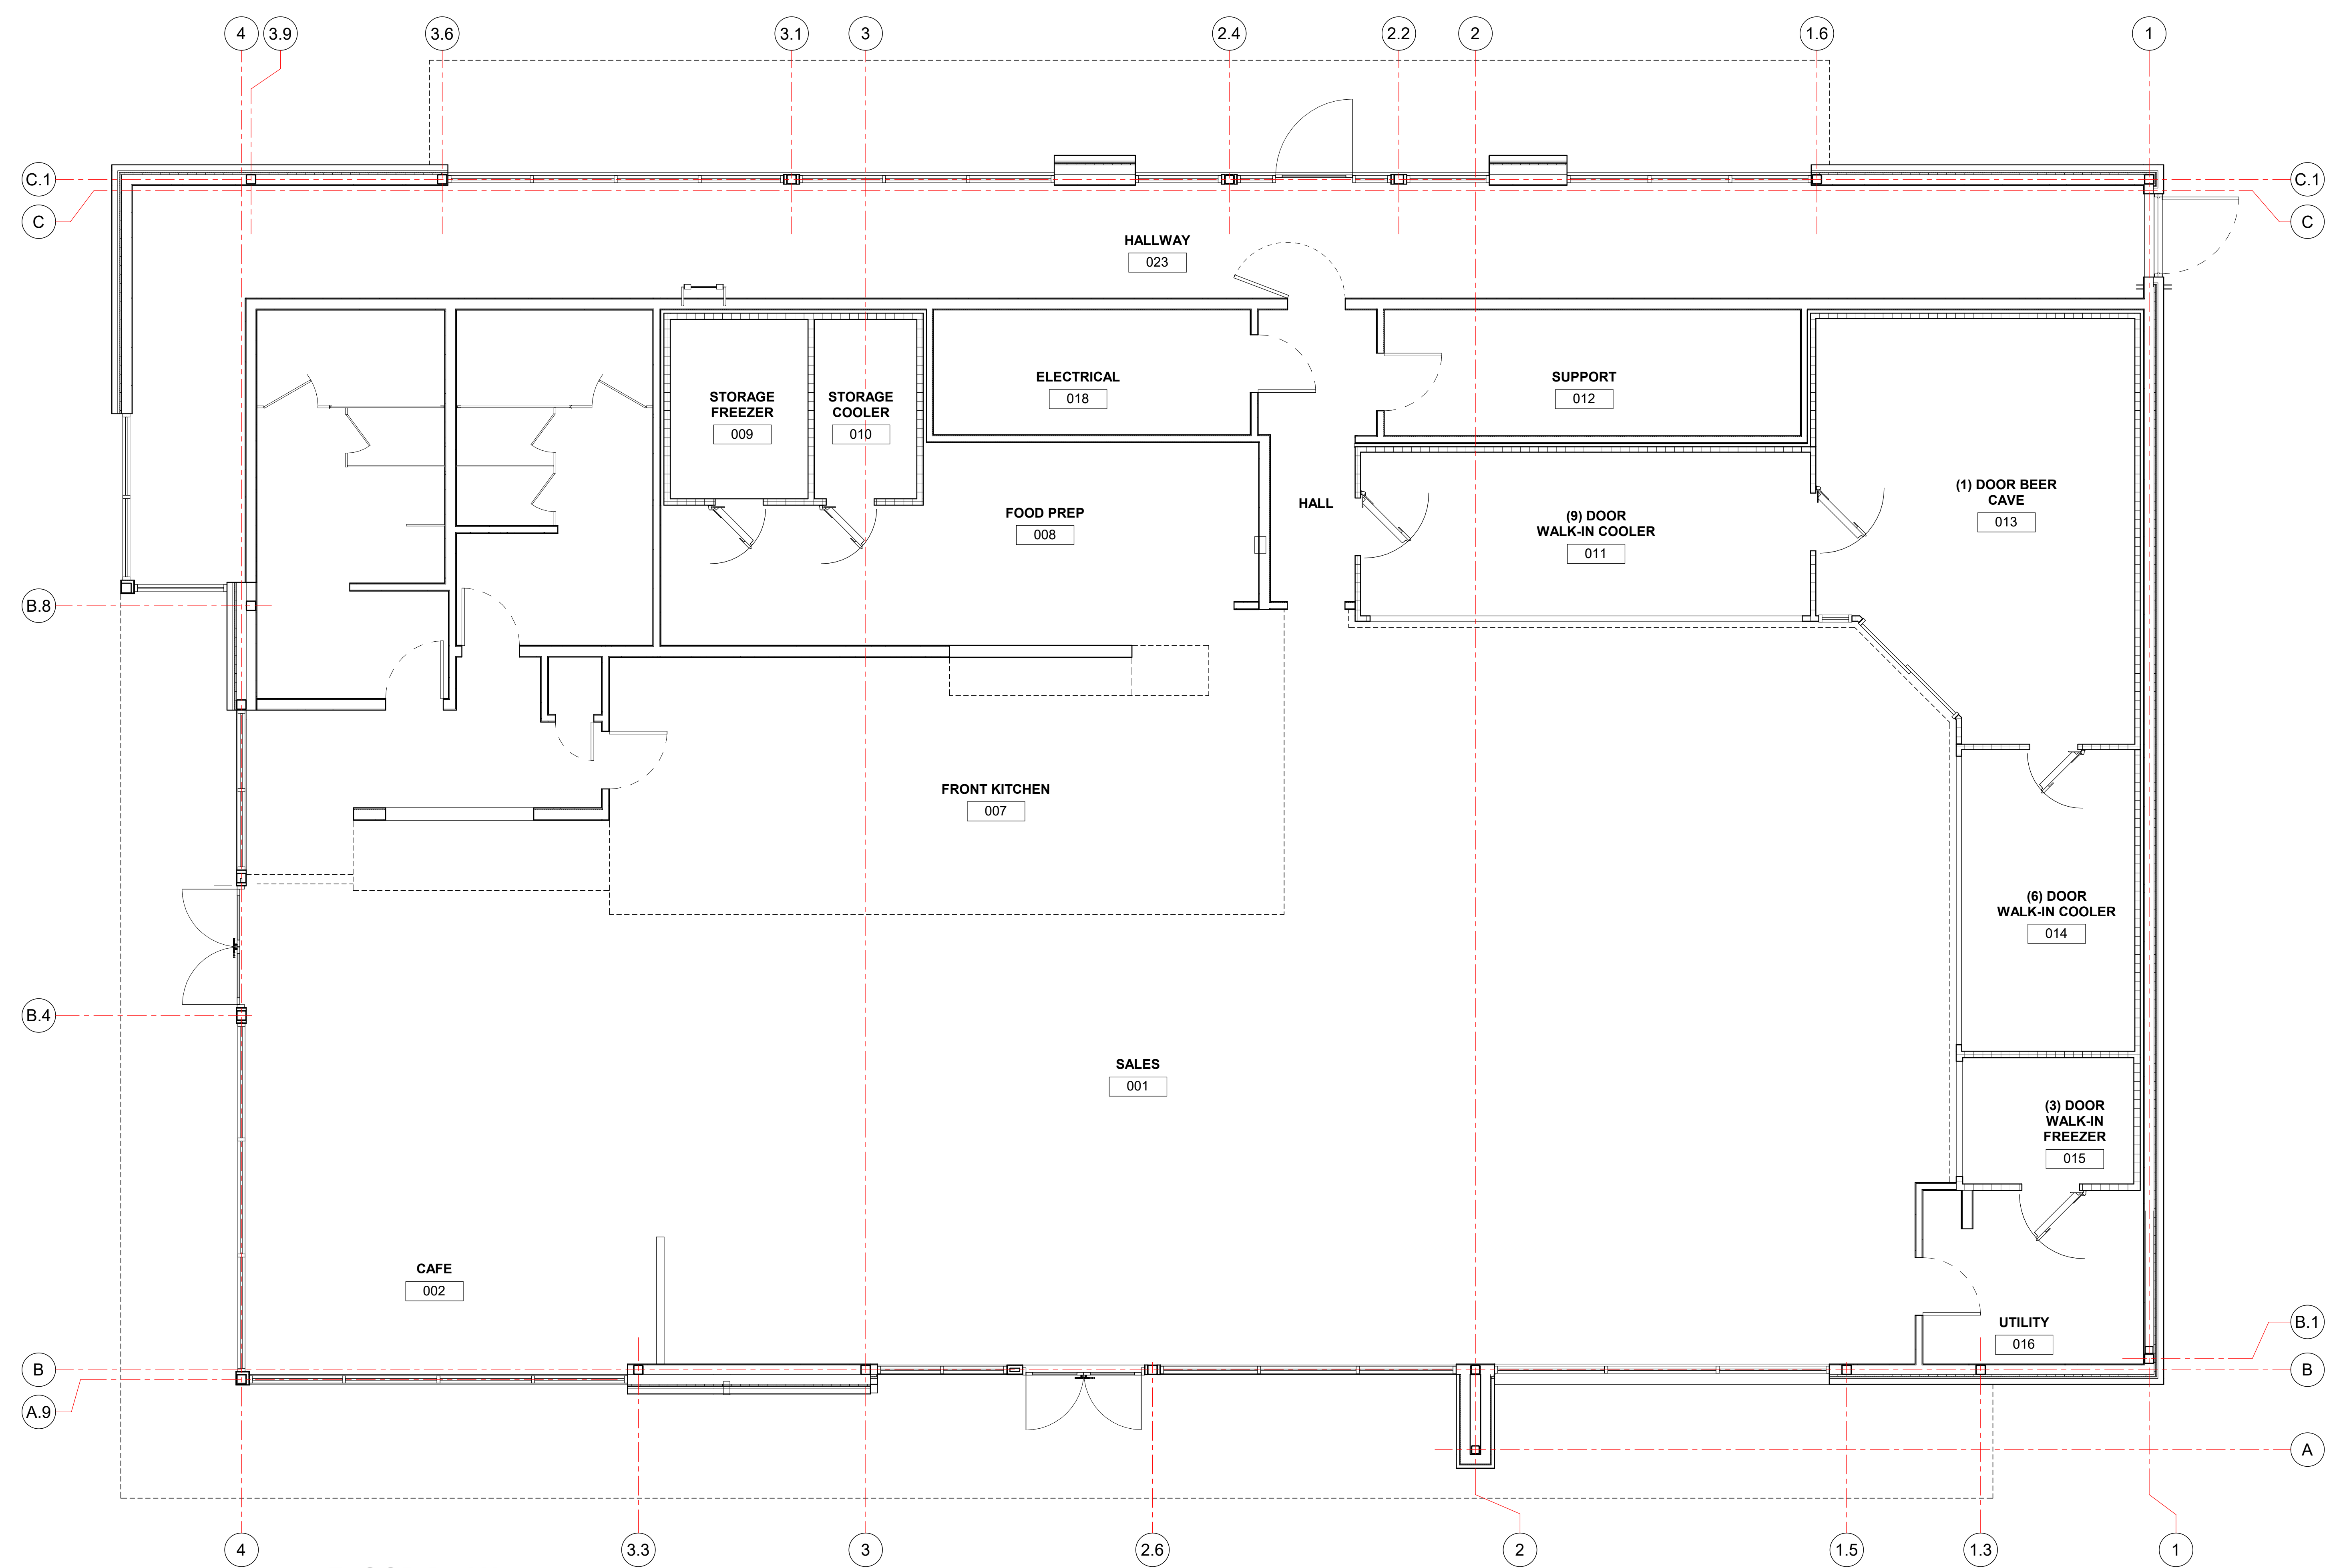 4
3.9
3.6
3.1
3
2.4
2.2
2
1.6
1
C.1
C.1
C
C
HALLWAY
023
ELECTRICAL
018
SUPPORT
012
STORAGE
FREEZER
009
STORAGE
COOLER
010
(1) DOOR BEER
CAVE
013
HALL
FOOD PREP
008
(9) DOOR
WALK-IN COOLER
011
B.8
FRONT KITCHEN
007
(6) DOOR
WALK-IN COOLER
014
B.4
SALES
001
(3) DOOR
WALK-IN
FREEZER
015
CAFE
002
UTILITY
016
B.1
B
B
A.9
A
4
3.3
3
2.6
2
1.5
1.3
1